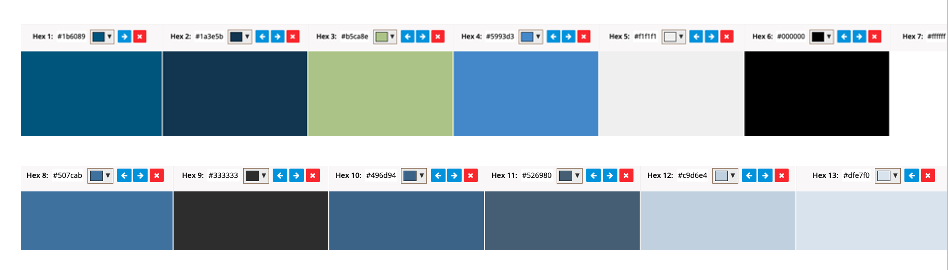 Hex 1: #1b6089 Hex 2: #1a3e5b Hex 3: #b5ca8e Hex 4: #5993d3 Hex 5: #f1f1f1 Hex 6: #000000 Hex 7: #ffffff
Hex 8: #507cab Hex 9: #333333 Hex 10: #496d94 Hex 11: #526980 Hex 12: #c9d6e4 Hex 13: #dfe7f0